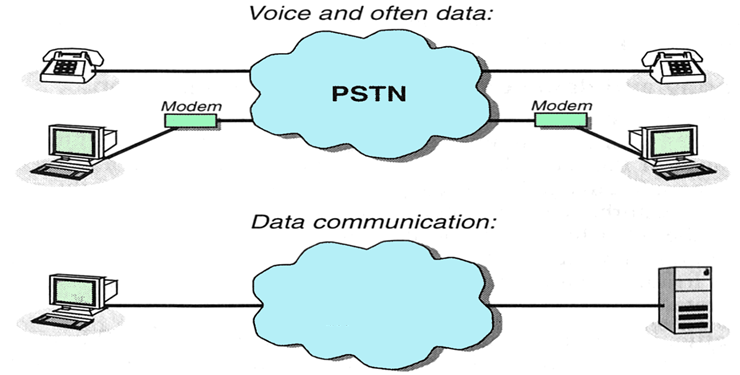 Voice and often data:
PSTN
Modem
Modem
Data communication: